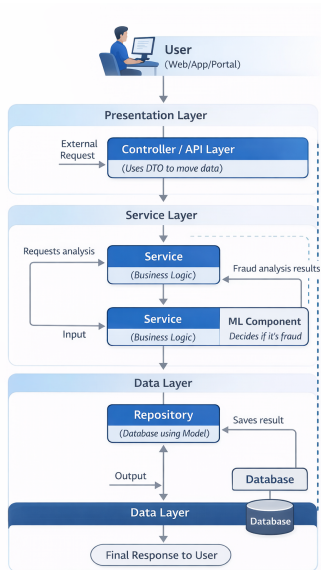 User
(Web/App/Portal)
Presentation Layer
External
Request
Controller / API Layer
(Uses DTO to move data)
Service Layer
Requests analysis
Service
(Business Logic)
Fraud analysis results
Service
(Business Logic)
ML Component
Decides if it's fraud
Input
Data Layer
Repository
(Database using Model)
Saves result
Output
Database
Data Layer
Database
Final Response to User